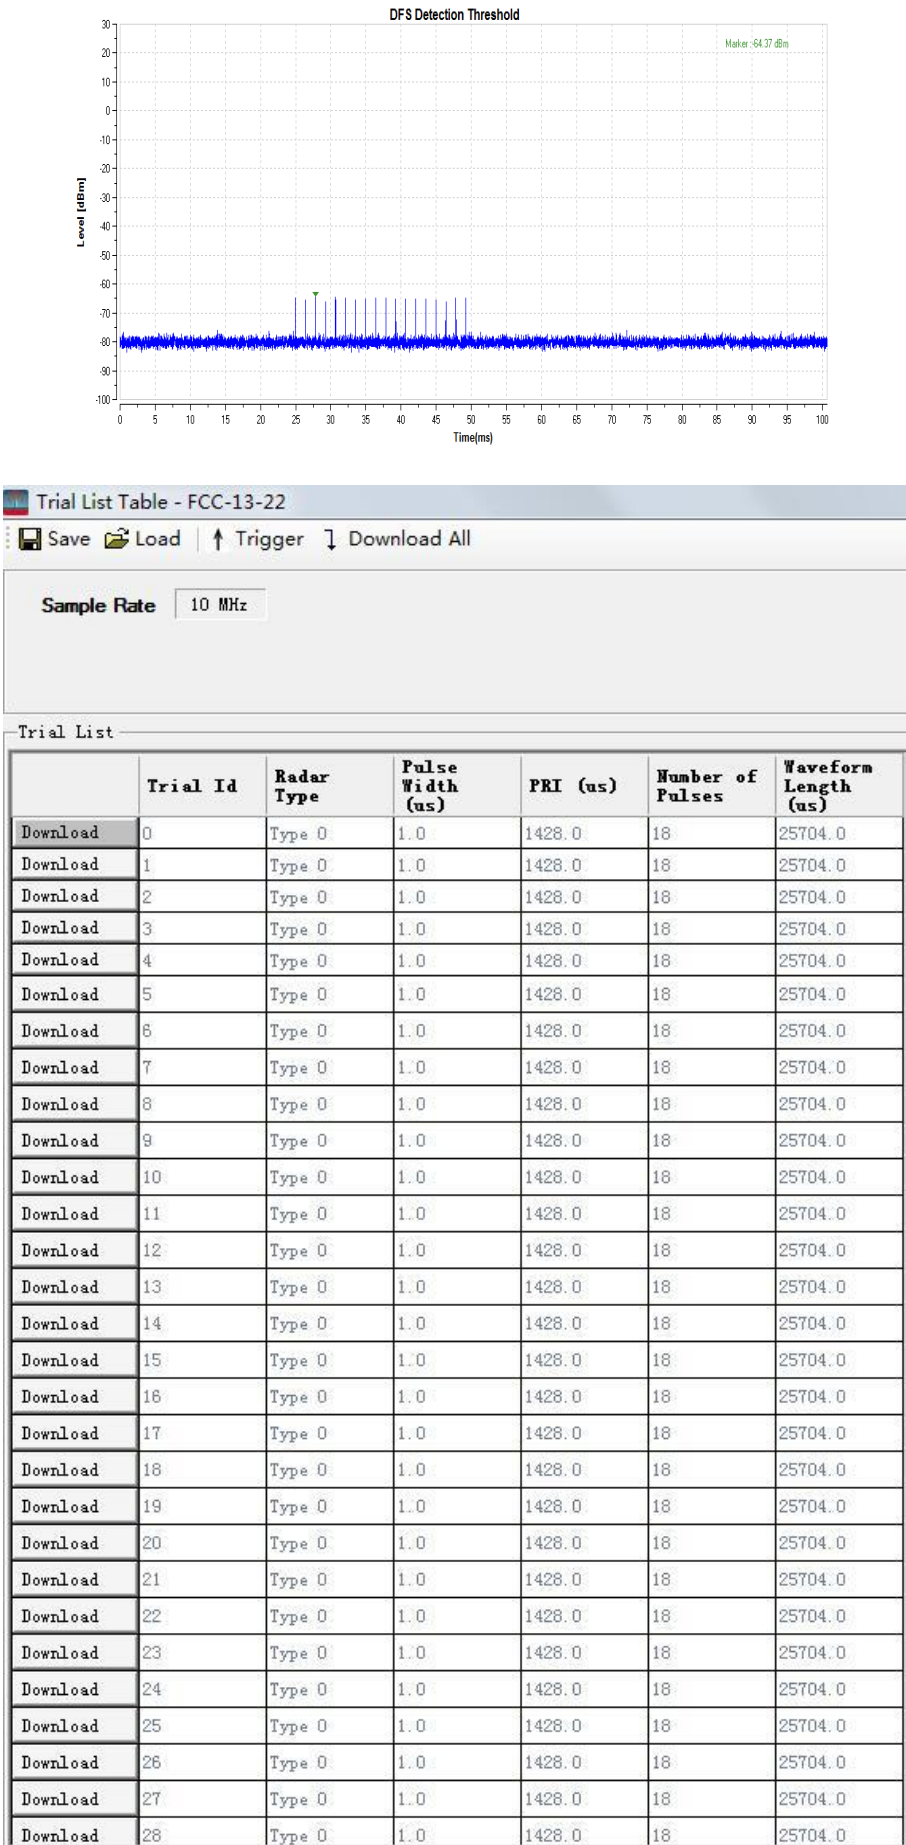 DFS Detection Threshold
Marker:-64.37 dBm
30
20
10
0
-10
-20
-30
-40
-50
-60
-70
-80
-90
-100
Level [dBm]
0 5 10 15 20 25 30 35 40 45 50 55 60 65 70 75 80 85 90 95 100
Time(ms)
Trial List Table - FCC-13-22
Save Load Trigger Download All
Sample Rate 10 MHz
Trial List
Trial Id Radar Type Pulse Width (us) PRI (us) Number of Pulses Waveform Length (us)
Download 0 Type 0 1.0 1428.0 18 25704.0
Download 1 Type 0 1.0 1428.0 18 25704.0
Download 2 Type 0 1.0 1428.0 18 25704.0
Download 3 Type 0 1.0 1428.0 18 25704.0
Download 4 Type 0 1.0 1428.0 18 25704.0
Download 5 Type 0 1.0 1428.0 18 25704.0
Download 6 Type 0 1.0 1428.0 18 25704.0
Download 7 Type 0 1.0 1428.0 18 25704.0
Download 8 Type 0 1.0 1428.0 18 25704.0
Download 9 Type 0 1.0 1428.0 18 25704.0
Download 10 Type 0 1.0 1428.0 18 25704.0
Download 11 Type 0 1.0 1428.0 18 25704.0
Download 12 Type 0 1.0 1428.0 18 25704.0
Download 13 Type 0 1.0 1428.0 18 25704.0
Download 14 Type 0 1.0 1428.0 18 25704.0
Download 15 Type 0 1.0 1428.0 18 25704.0
Download 16 Type 0 1.0 1428.0 18 25704.0
Download 17 Type 0 1.0 1428.0 18 25704.0
Download 18 Type 0 1.0 1428.0 18 25704.0
Download 19 Type 0 1.0 1428.0 18 25704.0
Download 20 Type 0 1.0 1428.0 18 25704.0
Download 21 Type 0 1.0 1428.0 18 25704.0
Download 22 Type 0 1.0 1428.0 18 25704.0
Download 23 Type 0 1.0 1428.0 18 25704.0
Download 24 Type 0 1.0 1428.0 18 25704.0
Download 25 Type 0 1.0 1428.0 18 25704.0
Download 26 Type 0 1.0 1428.0 18 25704.0
Download 27 Type 0 1.0 1428.0 18 25704.0
Download 28 Type 0 1.0 1428.0 18 25704.0